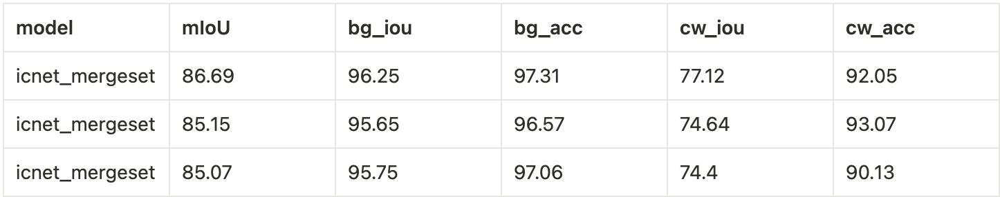 model mIoU bg_iou bg_acc cw_iou cw_acc
icnet_mergeset 86.69 96.25 97.31 77.12 92.05
icnet_mergeset 85.15 95.65 96.57 74.64 93.07
icnet_mergeset 85.07 95.75 97.06 74.4 90.13